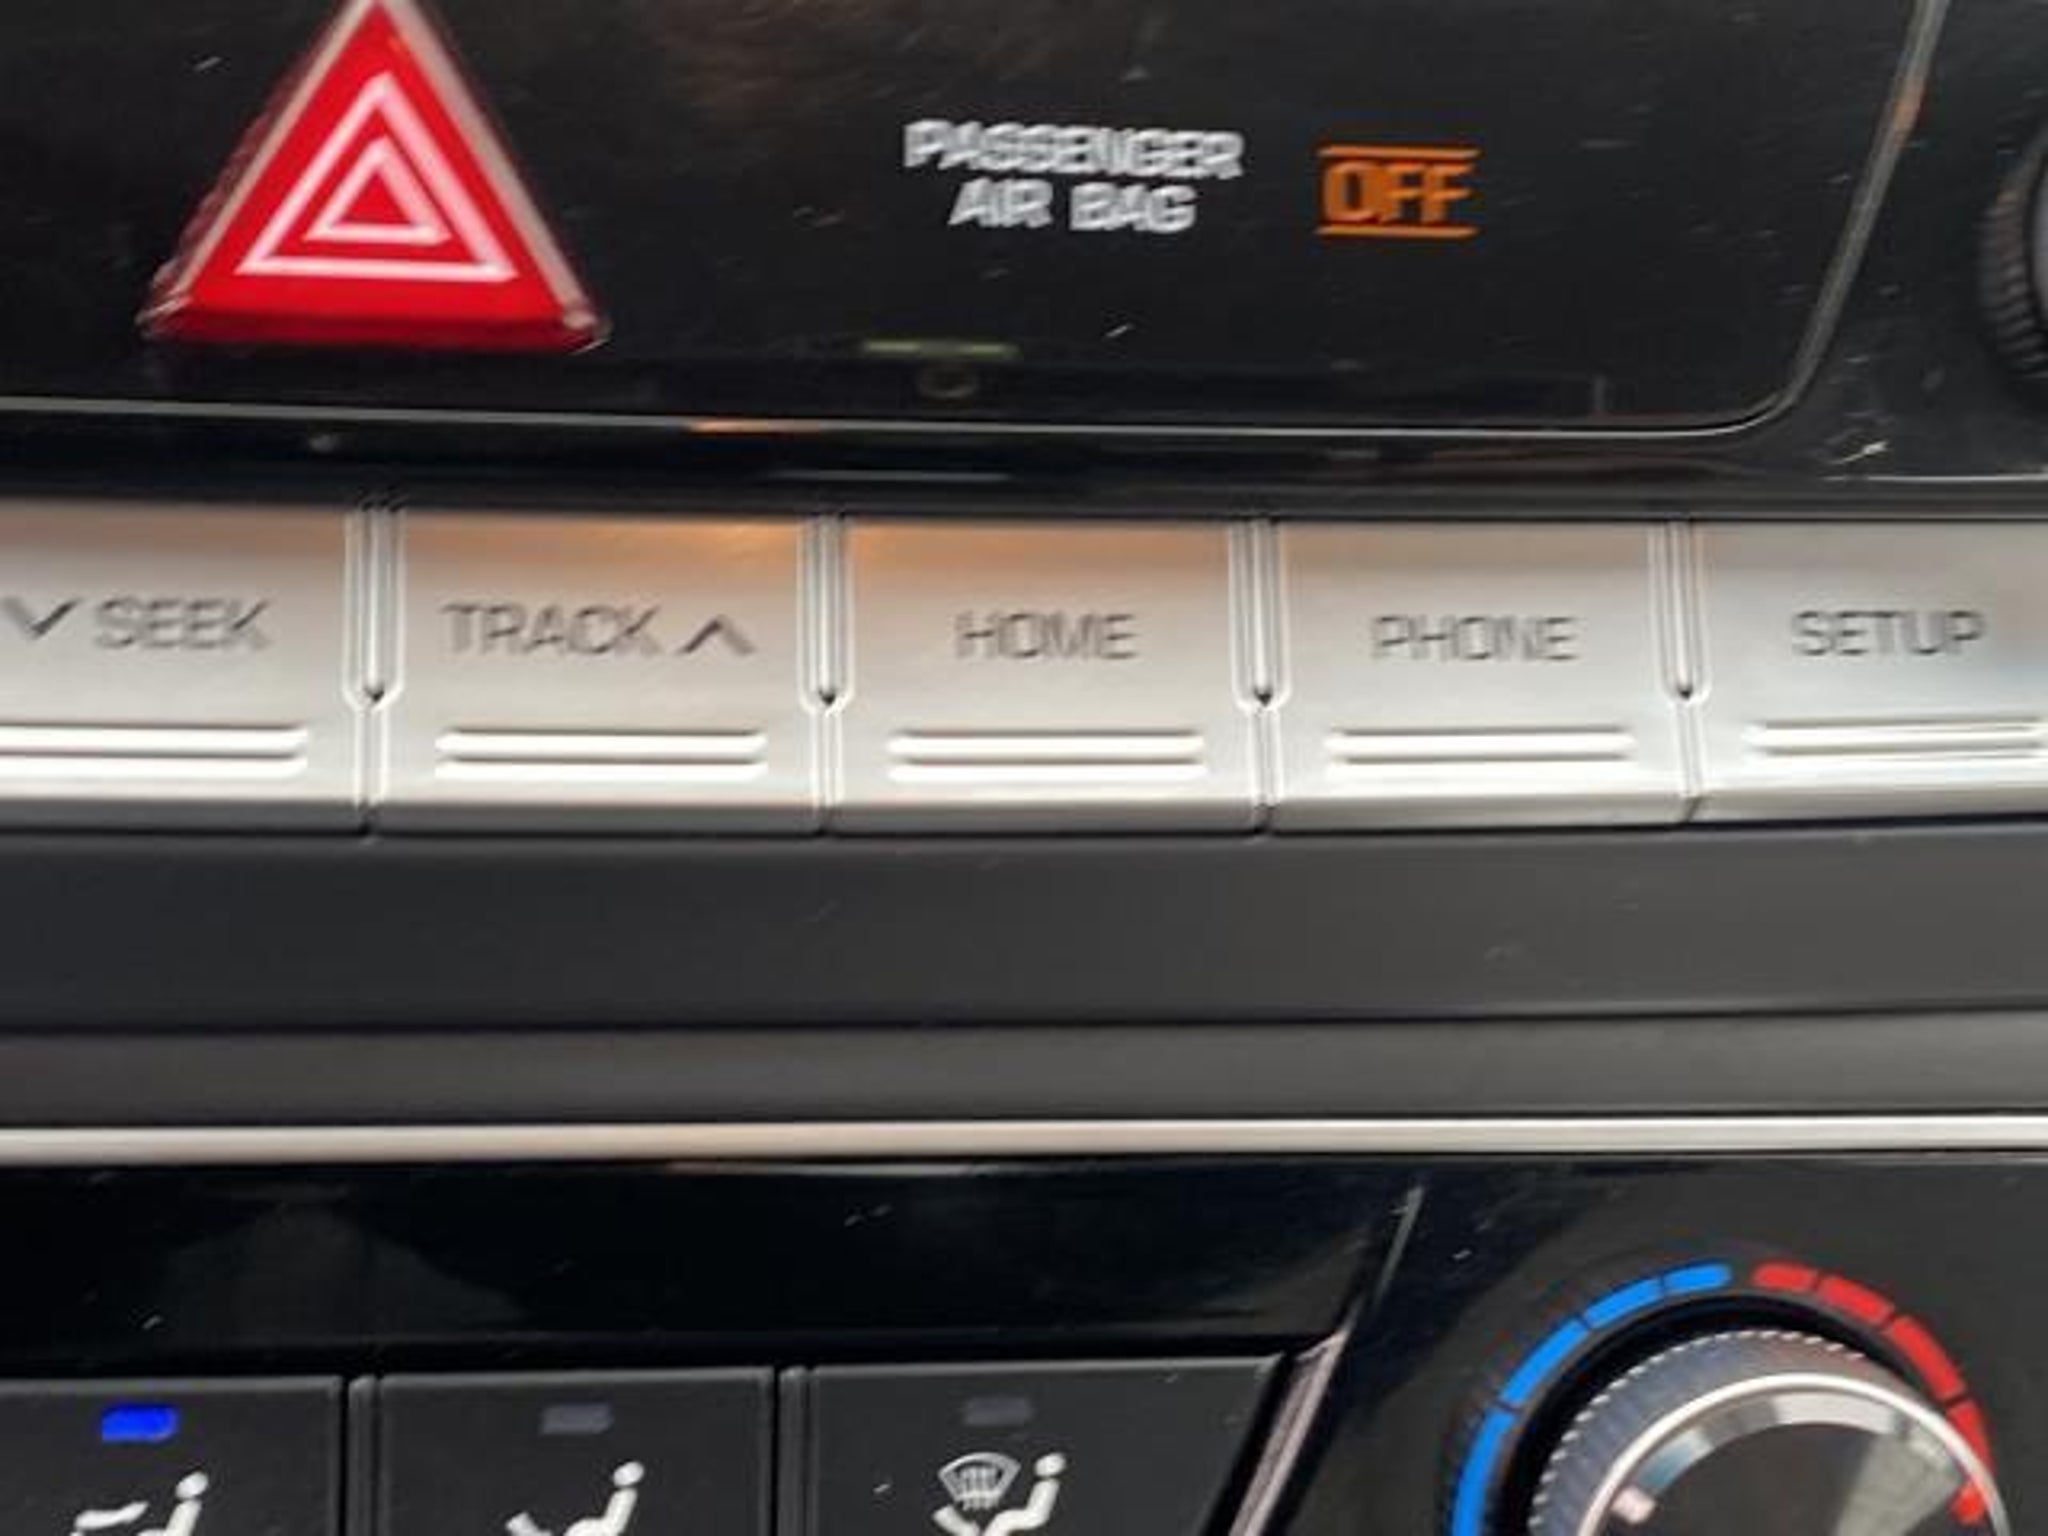 PASSENGER
AIR BAG
OFF
SEEK
TRACK
HOME
PHONE
SETUP